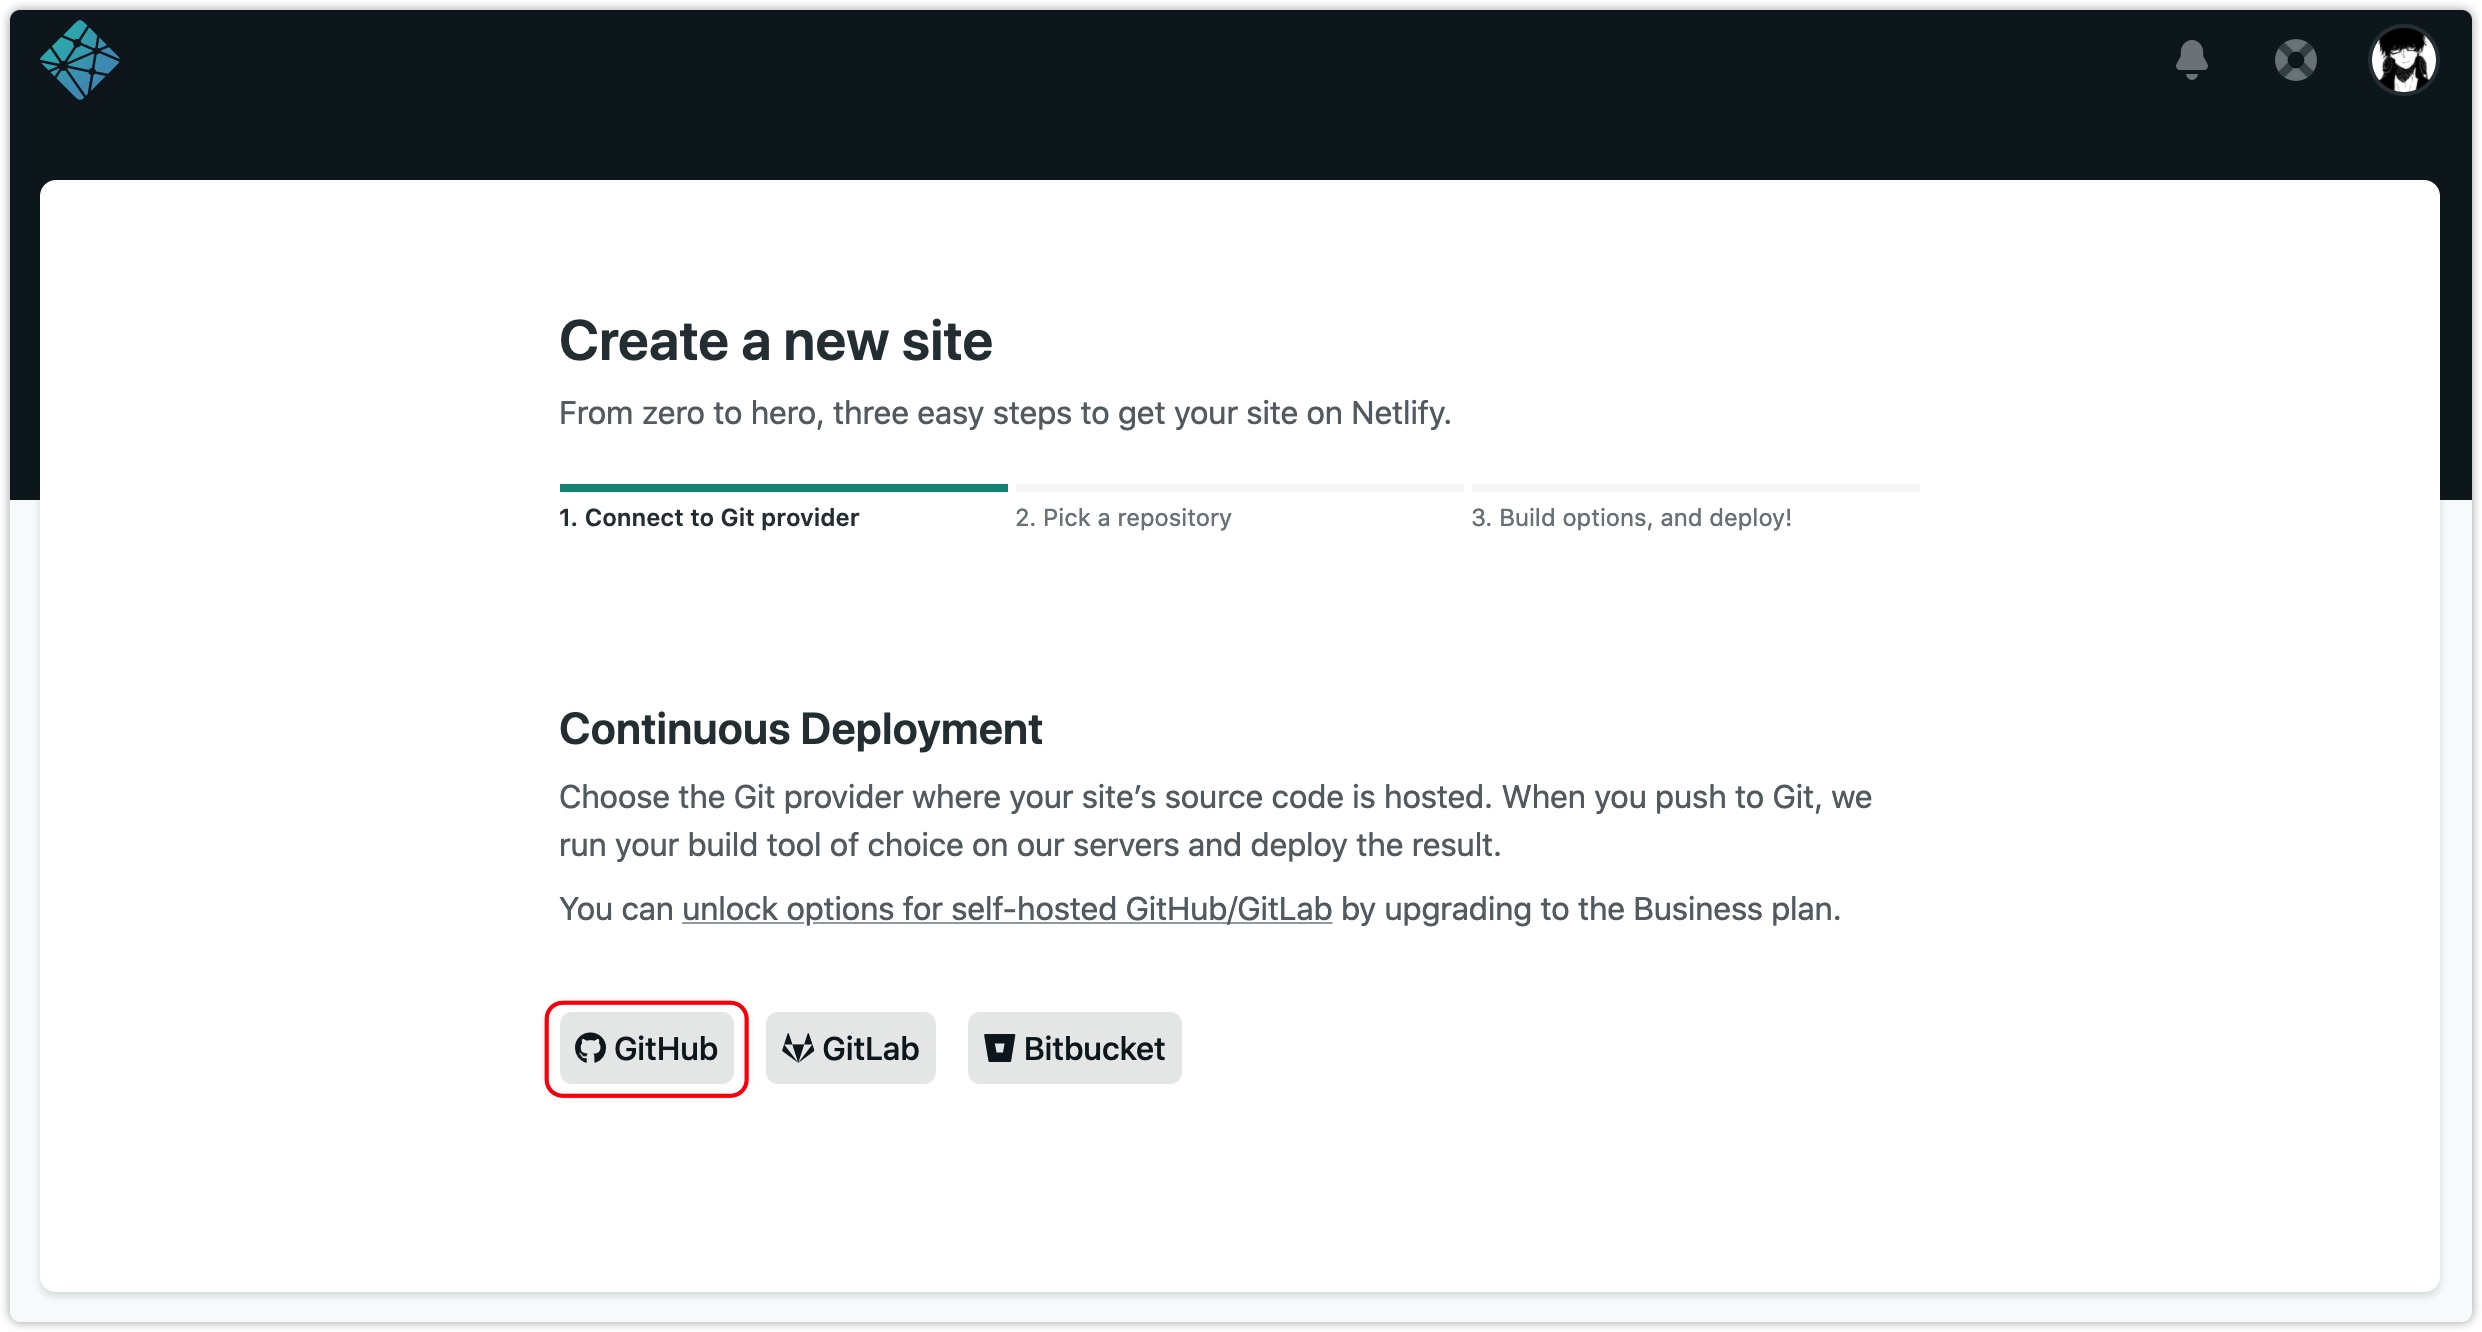 Create a new site
From zero to hero, three easy steps to get your site on Netlify.
1. Connect to Git provider
2. Pick a repository
3. Build options, and deploy!
Continuous Deployment
Choose the Git provider where your site’s source code is hosted. When you push to Git, we
run your build tool of choice on our servers and deploy the result.
You can unlock options for self-hosted GitHub/GitLab by upgrading to the Business plan.
GitHub
GitLab
Bitbucket